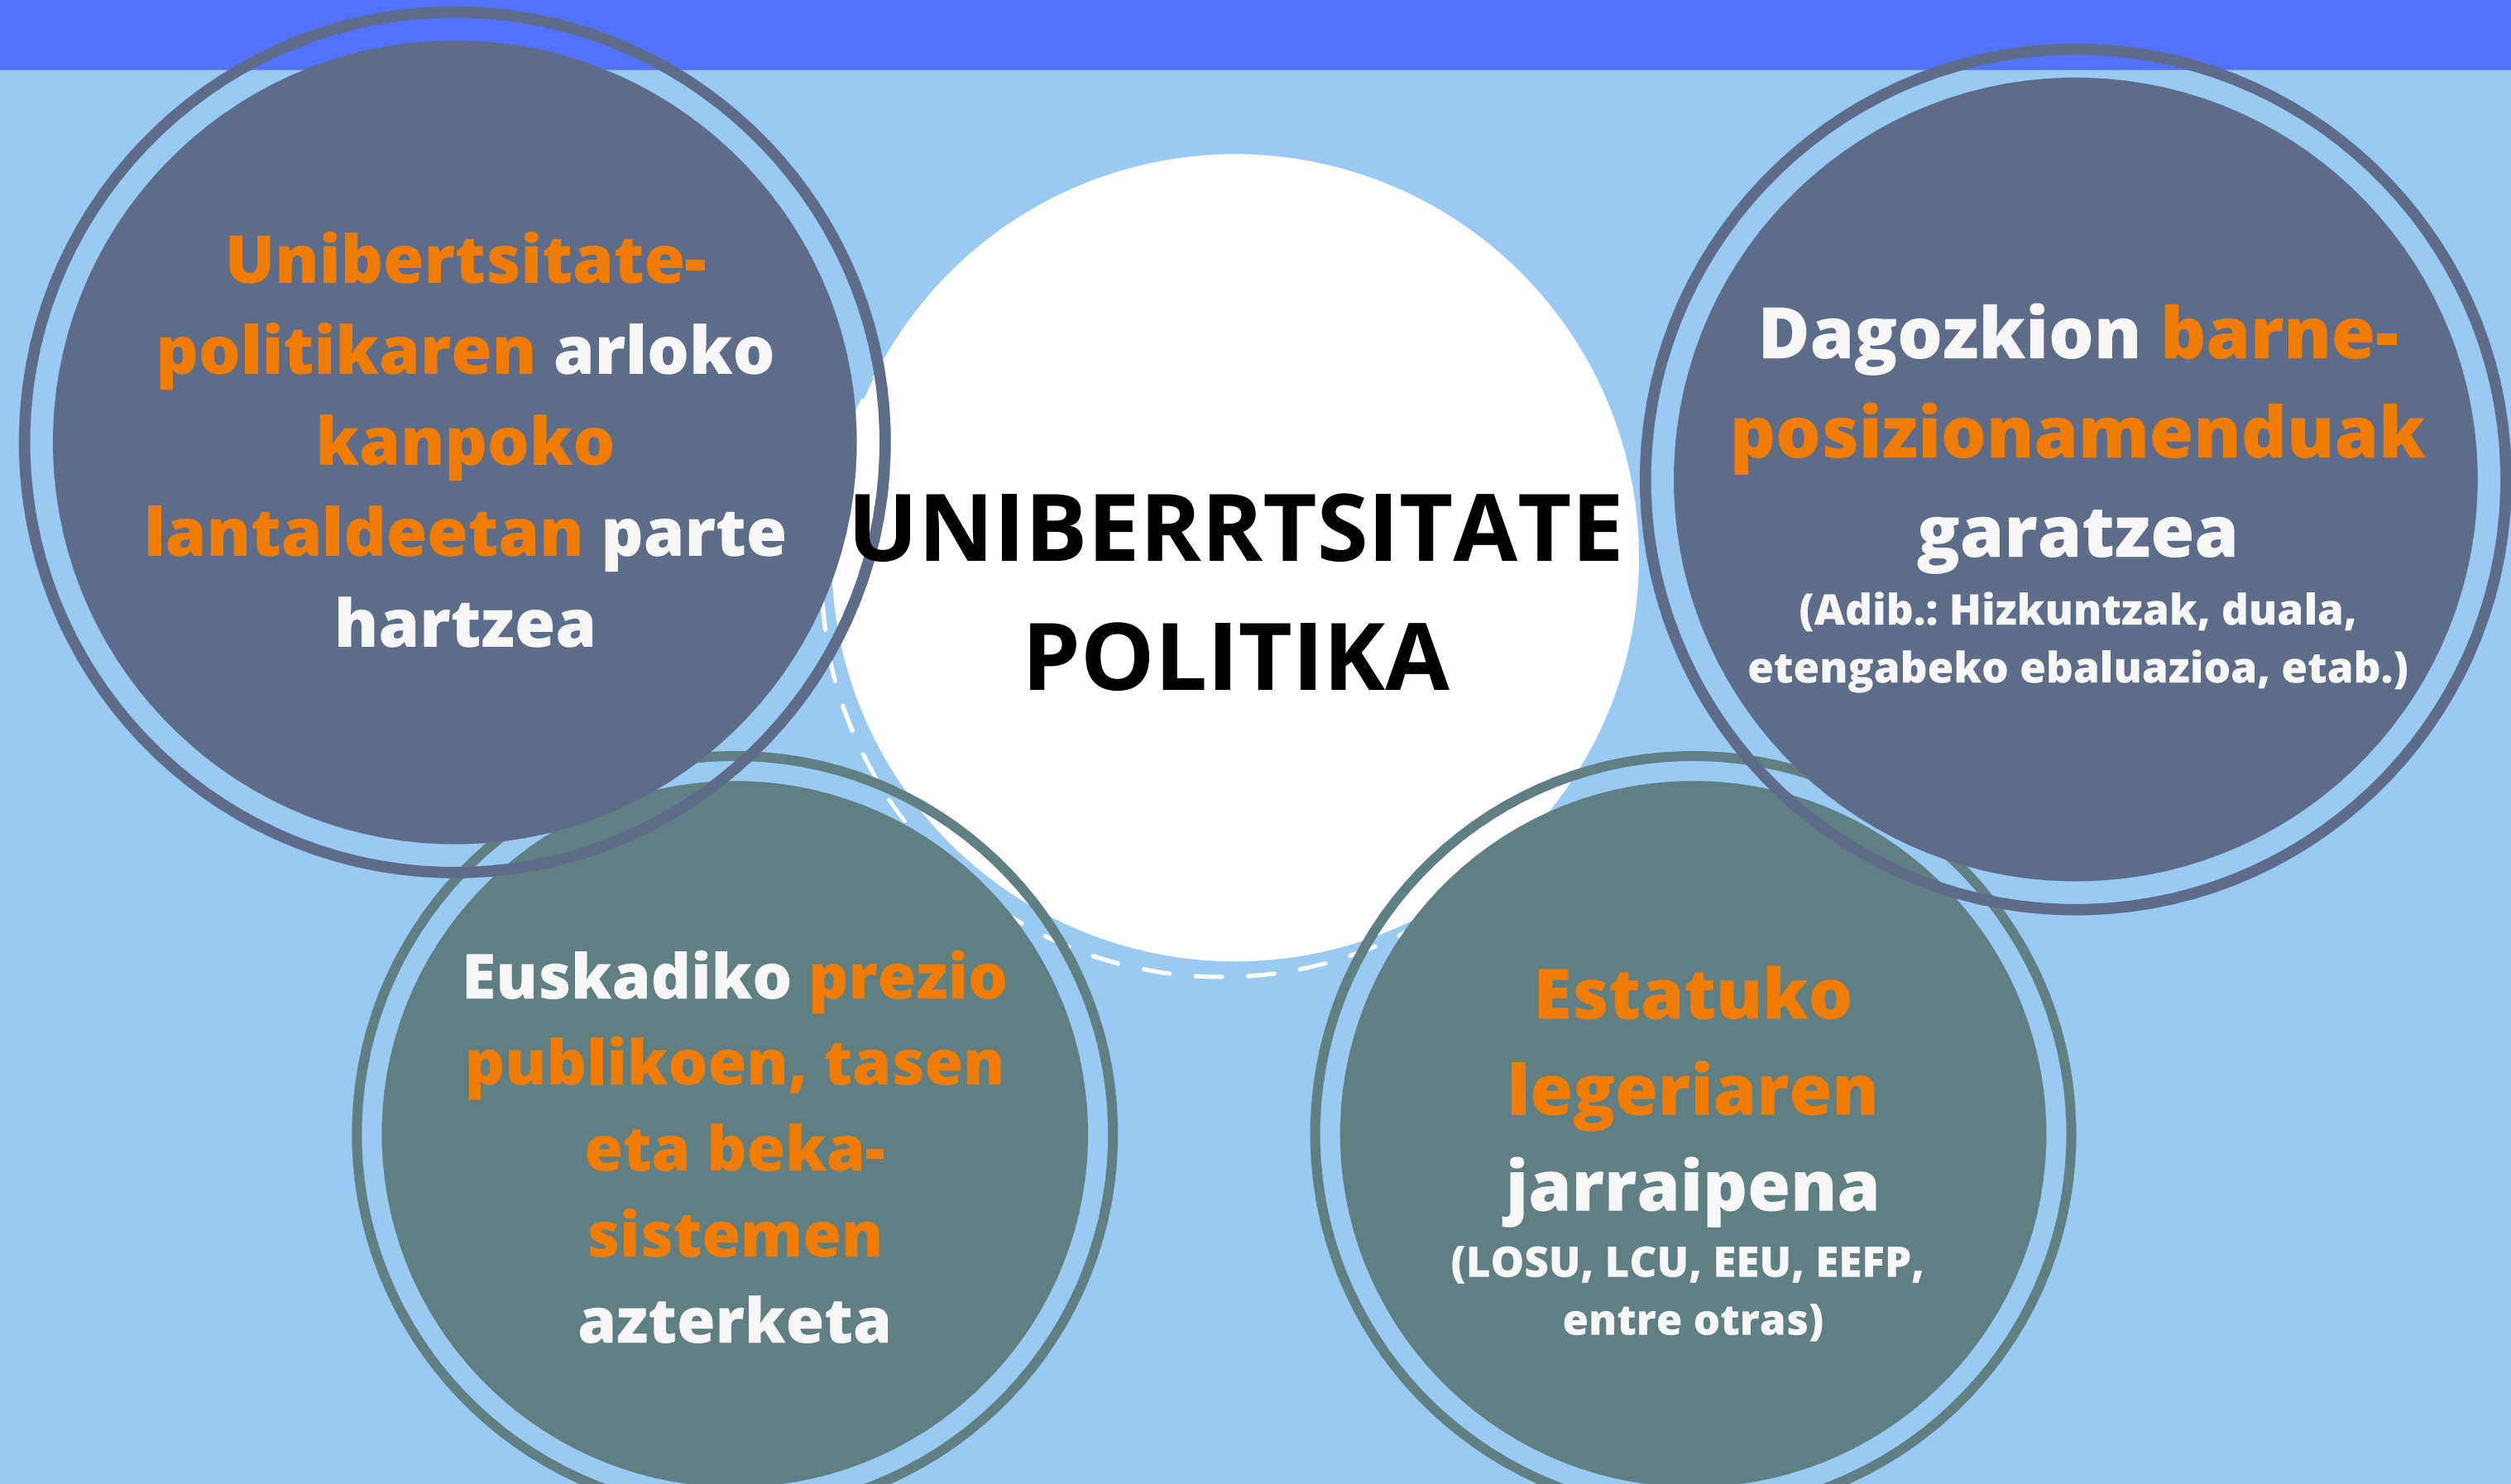 Unibertsitate-
politikaren arloko
kanpoko
lantaldeetan parte
hartzea
UNIBERRTSITATE
POLITIKA
Dagozkion barne-
posizionamenduak
garatzea
(Adib.: Hizkuntzak, duala,
etengabeko ebaluazioa, etab.)
Euskadiko prezio
publikoen, tasen
eta beka-
sistemen
azterketa
Estatuko
legeriaren
jarraipena
(LOSU, LCU, EEU, EEFP,
entre otras)